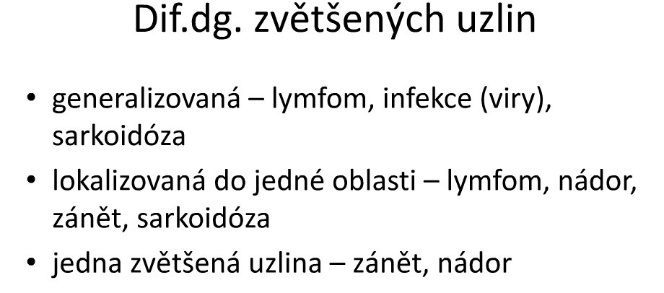 Dif.dg. zvětšených uzlin
• generalizovaná – lymfom, infekce (viry),
sarkoidóza
• lokalizovaná do jedné oblasti – lymfom, nádor,
zánět, sarkoidóza
• jedna zvětšená uzlina – zánět, nádor